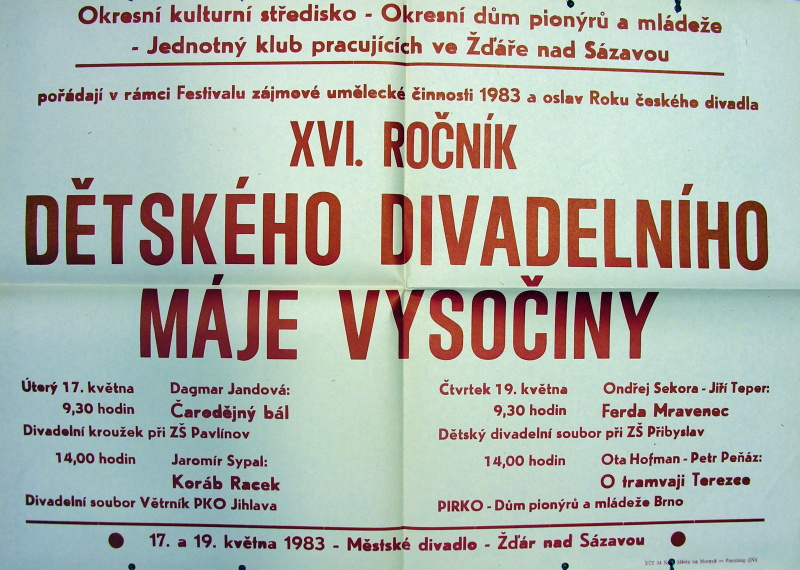 Okresní kulturní středisko - Okresní dům pionýrů a mládeže
- Jednotný klub pracujících ve Žďáře nad Sázavou
pořádají v rámci Festivalu zájmové umělecké činnosti 1983 a oslav Roku českého divadla
XVI. ROČNÍK
DĚTSKÉHO DIVADELNÍHO
MÁJE VYSOČINY
Úterý 17. května Dagmar Jandová:
9,30 hodin Čarodějný bál
Divadelní kroužek při ZŠ Pavlínov
14,00 hodin Jaromír Sypal:
Koráb Racek
Divadelní soubor Větrník PKO Jihlava
Čtvrtek 19. května Ondřej Sekora - Jiří Teper:
9,30 hodin Ferda Mravenec
Dětský divadelní soubor při ZŠ Přibyslav
14,00 hodin Ota Hofman - Petr Peňáz:
O tramvaji Terezce
PIRKO - Dům pionýrů a mládeže Brno
17. a 19. května 1983 - Městské divadlo - Žďár nad Sázavou